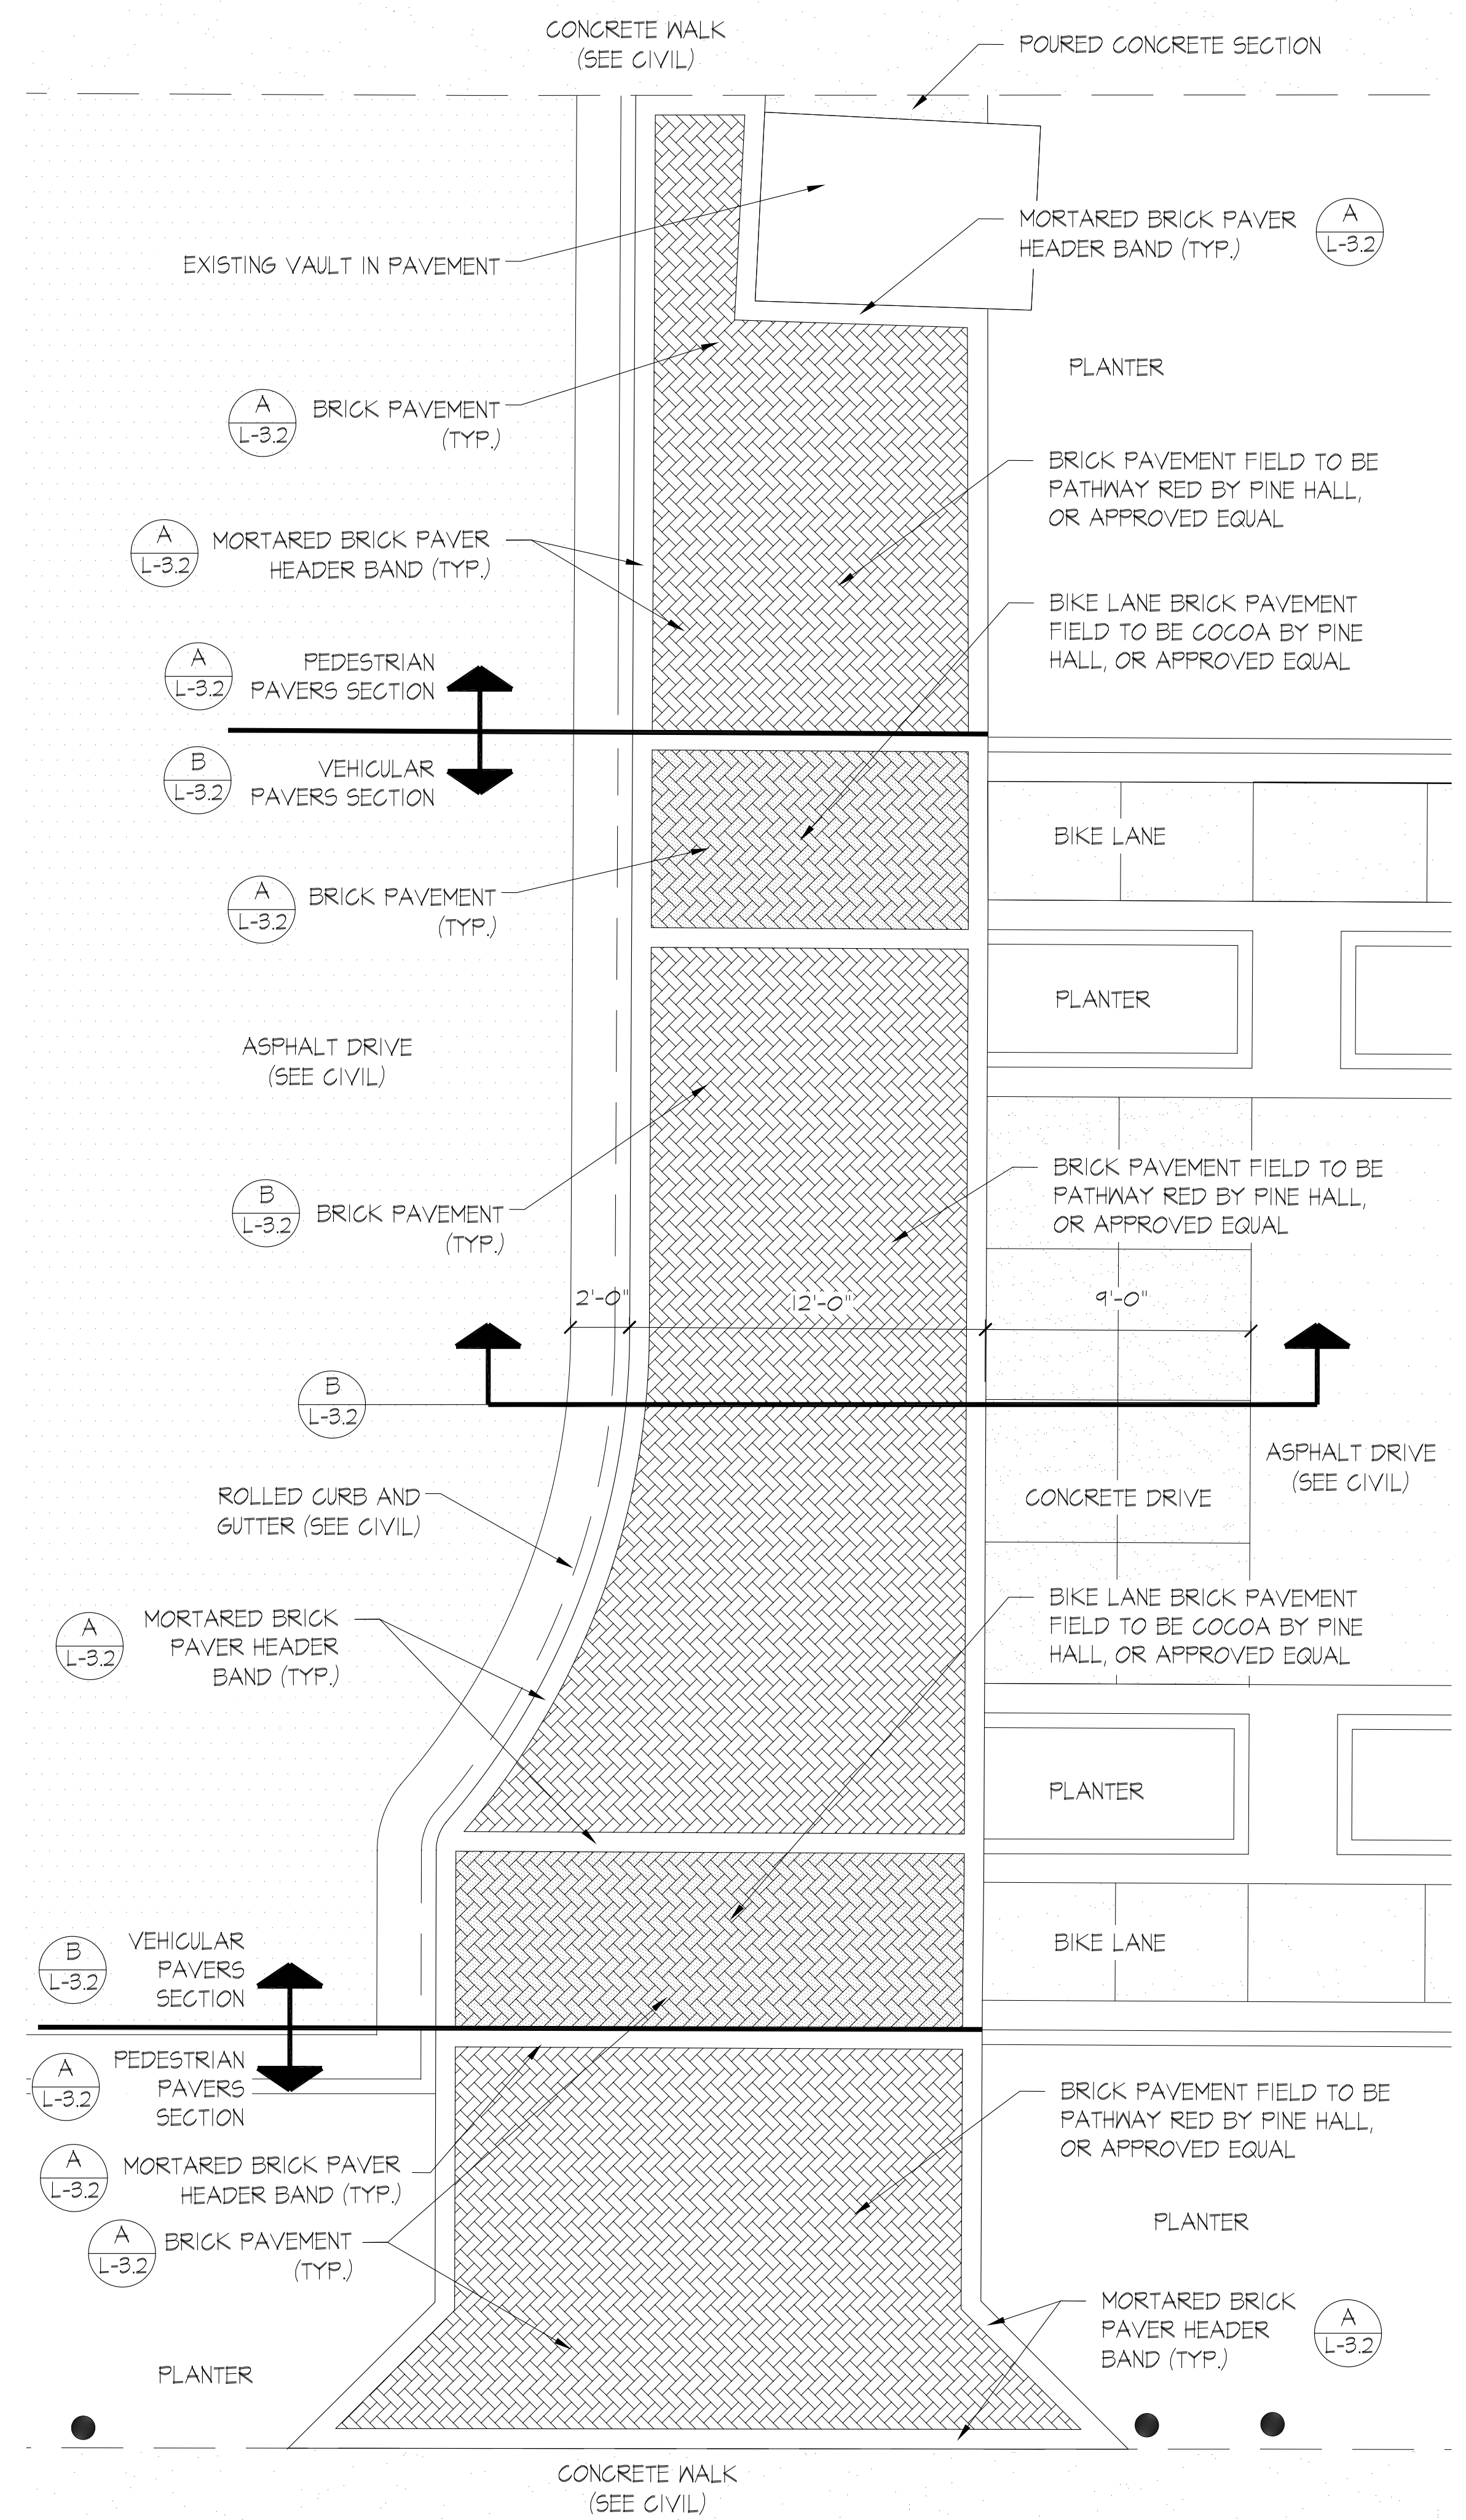 CONCRETE WALK
(SEE CIVIL)
POURED CONCRETE SECTION
MORTARED BRICK PAVER
HEADER BAND (TYP.)
A
L-3.2
EXISTING VAULT IN PAVEMENT
PLANTER
A
L-3.2
BRICK PAVEMENT
(TYP.)
BRICK PAVEMENT FIELD TO BE
PATHWAY RED BY PINE HALL,
OR APPROVED EQUAL
A
L-3.2
MORTARED BRICK PAVER
HEADER BAND (TYP.)
BIKE LANE BRICK PAVEMENT
FIELD TO BE COCOA BY PINE
HALL, OR APPROVED EQUAL
A
L-3.2
PEDESTRIAN
PAVERS SECTION
B
L-3.2
VEHICULAR
PAVERS SECTION
BIKE LANE
A
L-3.2
BRICK PAVEMENT
(TYP.)
PLANTER
ASPHALT DRIVE
(SEE CIVIL)
BRICK PAVEMENT FIELD TO BE
PATHWAY RED BY PINE HALL,
OR APPROVED EQUAL
B
L-3.2
BRICK PAVEMENT
(TYP.)
2'-0"
12'-0"
9'-0"
B
L-3.2
ASPHALT DRIVE
(SEE CIVIL)
ROLLED CURB AND
GUTTER (SEE CIVIL)
CONCRETE DRIVE
BIKE LANE BRICK PAVEMENT
FIELD TO BE COCOA BY PINE
HALL, OR APPROVED EQUAL
A
L-3.2
MORTARED BRICK
PAVER HEADER
BAND (TYP.)
PLANTER
B
L-3.2
VEHICULAR
PAVERS
SECTION
BIKE LANE
A
L-3.2
PEDESTRIAN
PAVERS
SECTION
BRICK PAVEMENT FIELD TO BE
PATHWAY RED BY PINE HALL,
OR APPROVED EQUAL
A
L-3.2
MORTARED BRICK PAVER
HEADER BAND (TYP.)
A
L-3.2
BRICK PAVEMENT
(TYP.)
PLANTER
MORTARED BRICK
PAVER HEADER
BAND (TYP.)
A
L-3.2
PLANTER
CONCRETE WALK
(SEE CIVIL)